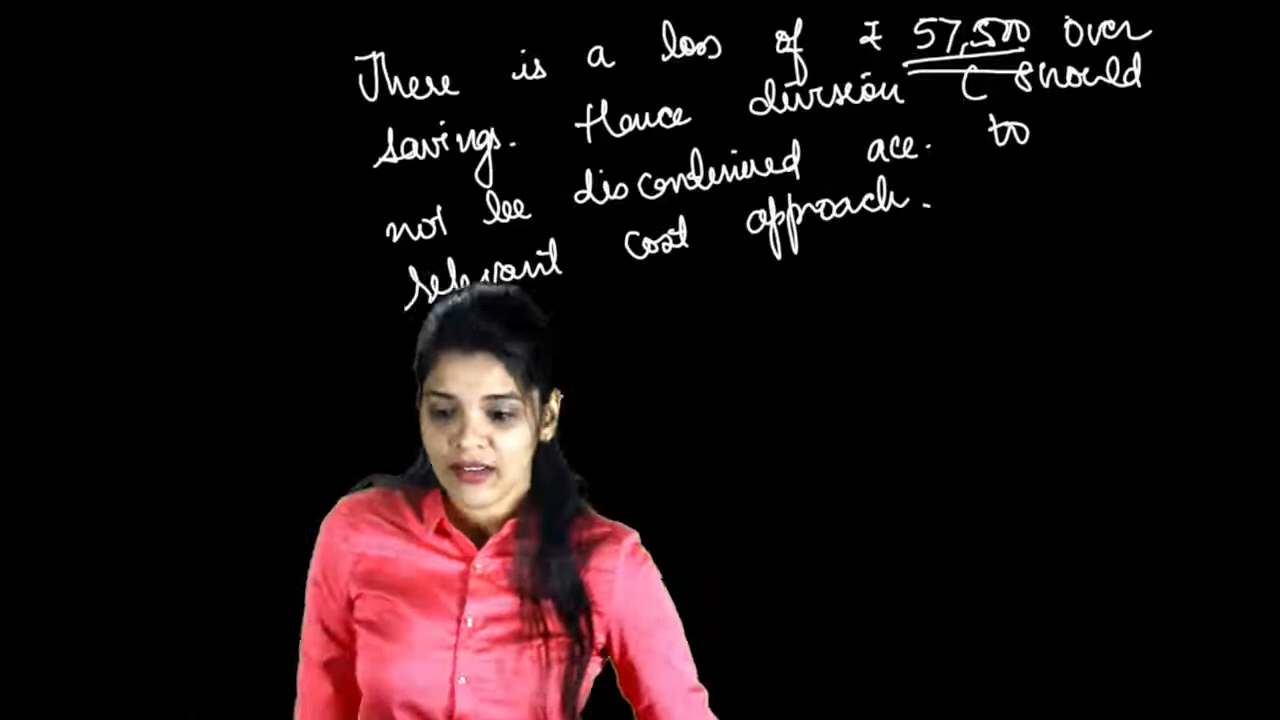 There is a loss of ₹ 57,500 over
savings. Hence division C should
not be discontinued acc. to
relevant cost approach.